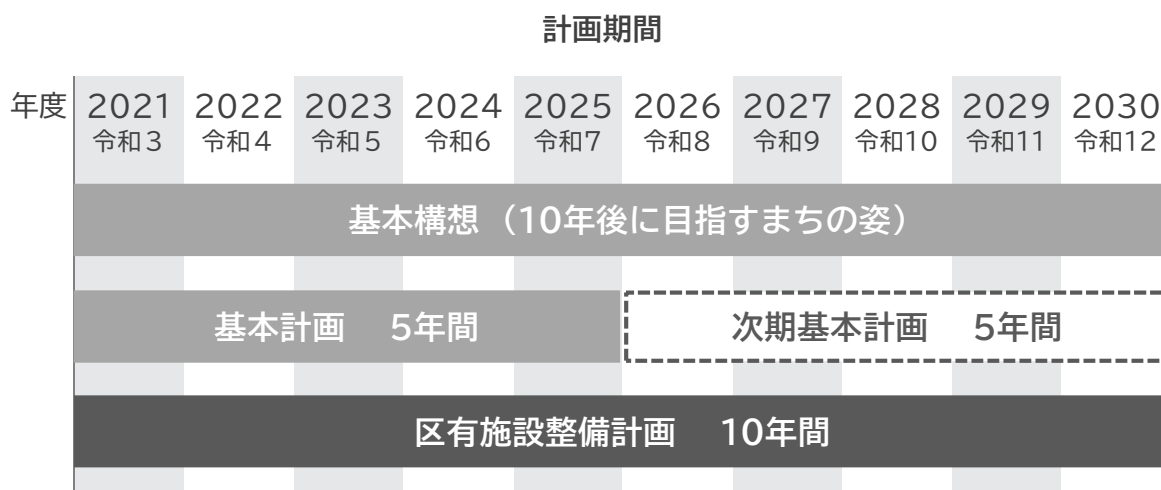 計画期間
年度 2021 2022 2023 2024 2025 2026 2027 2028 2029 2030
令和3 令和4 令和5 令和6 令和7 令和8 令和9 令和10 令和11 令和12
基本構想（10年後に目指すまちの姿）
基本計画　5年間 次期基本計画　5年間
区有施設整備計画　10年間